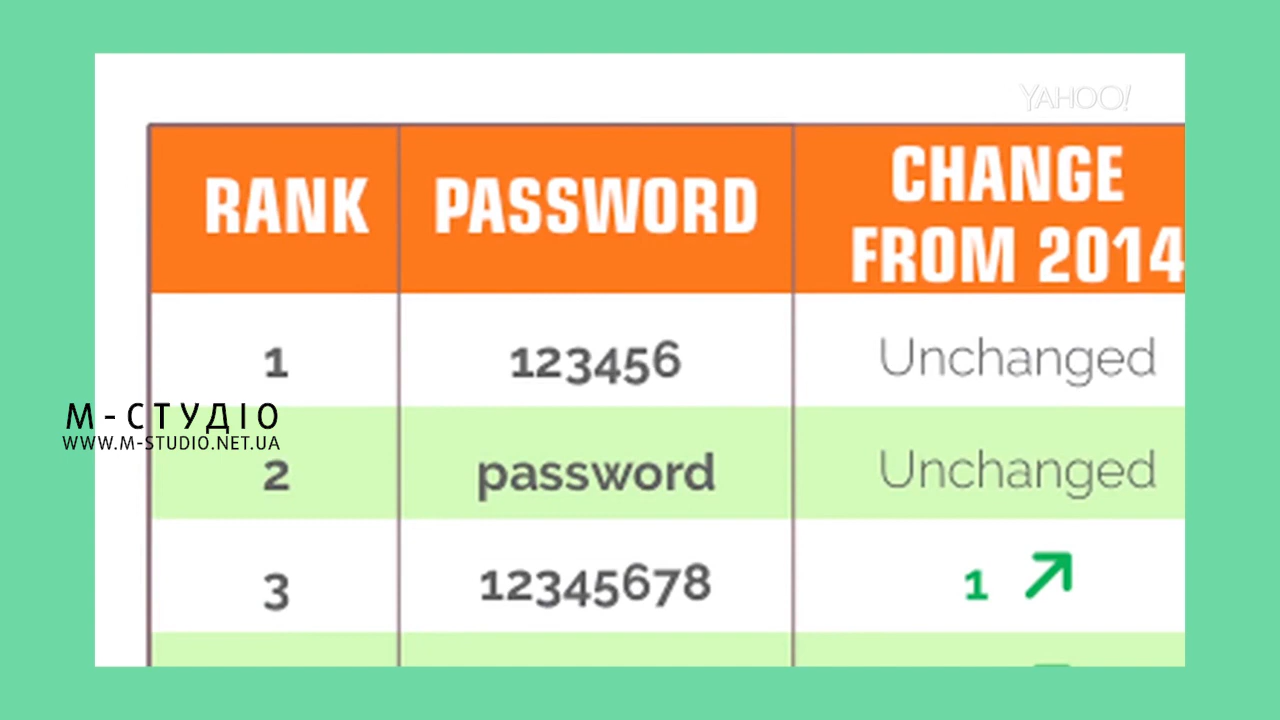 YAHOO!
RANK PASSWORD CHANGE
FROM 2014
1 123456 Unchanged
М-СТУДІО
WWW.M-STUDIO.NET.UA
2 password Unchanged
3 12345678 1